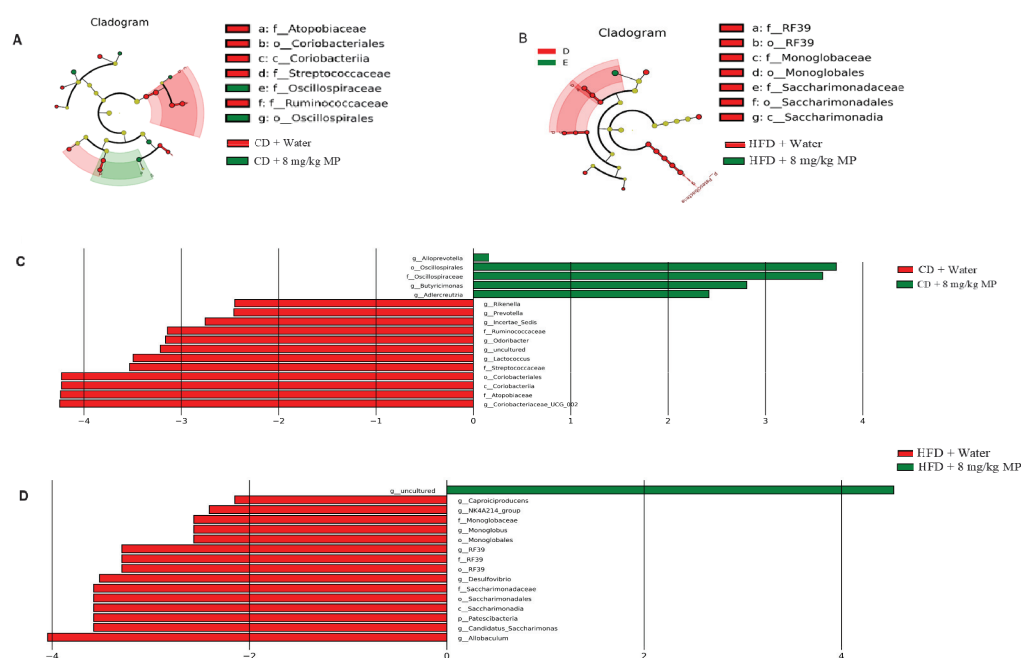 A
Cladogram
a: f__Atopobiaceae
b: o__Coriobacteriales
c: c__Coriobacteriia
d: f__Streptococcaceae
e: f__Oscillospiraceae
f: f__Ruminococcaceae
g: o__Oscillospirales
CD + Water
CD + 8 mg/kg MP
B
Cladogram
D
E
a: f__RF39
b: o__RF39
c: f__Monoglobaceae
d: o__Monoglobales
e: f__Saccharimonadaceae
f: o__Saccharimonadales
g: c__Saccharimonadia
HFD + Water
HFD + 8 mg/kg MP
p__Patescibacteria
C
g__Alloprevotella
o__Oscillospirales
f__Oscillospiraceae
g__Butyricimonas
g__Adlercreutzia
g__Rikenella
g__Prevotella
g__Incertae_Sedis
f__Ruminococcaceae
g__Odoribacter
g__uncultured
g__Lactococcus
f__Streptococcaceae
o__Coriobacteriales
c__Coriobacteriia
f__Atopobiaceae
g__Coriobacteriaceae_UCG_002
−4 −3 −2 −1 0 1 2 3 4
CD + Water
CD + 8 mg/kg MP
D
HFD + Water
HFD + 8 mg/kg MP
g__uncultured
g__Caproiciproducens
g__NK4A214_group
f__Monoglobaceae
g__Monoglobus
o__Monoglobales
g__RF39
f__RF39
o__RF39
g__Desulfovibrio
f__Saccharimonadaceae
o__Saccharimonadales
c__Saccharimonadia
p__Patescibacteria
g__Candidatus_Saccharimonas
g__Allobaculum
−4 −2 0 2 4